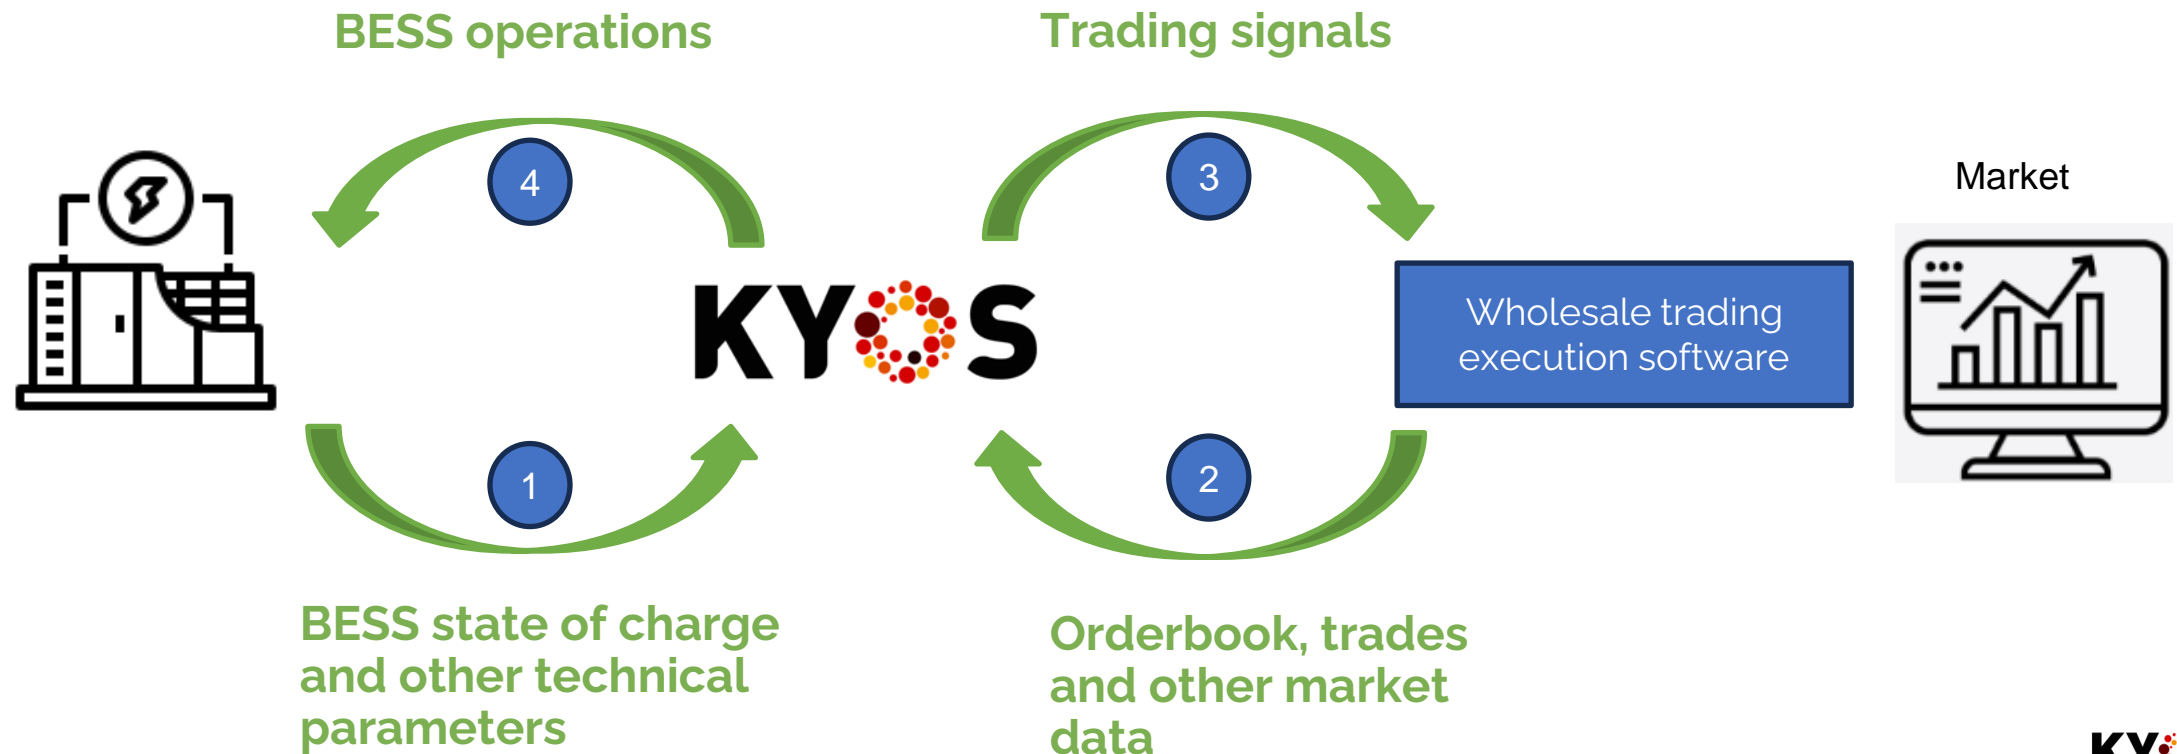 BESS operations
Trading signals
4
3
Market
KYOS
Wholesale trading
execution software
1
2
BESS state of charge
and other technical
parameters
Orderbook, trades
and other market
data
KY